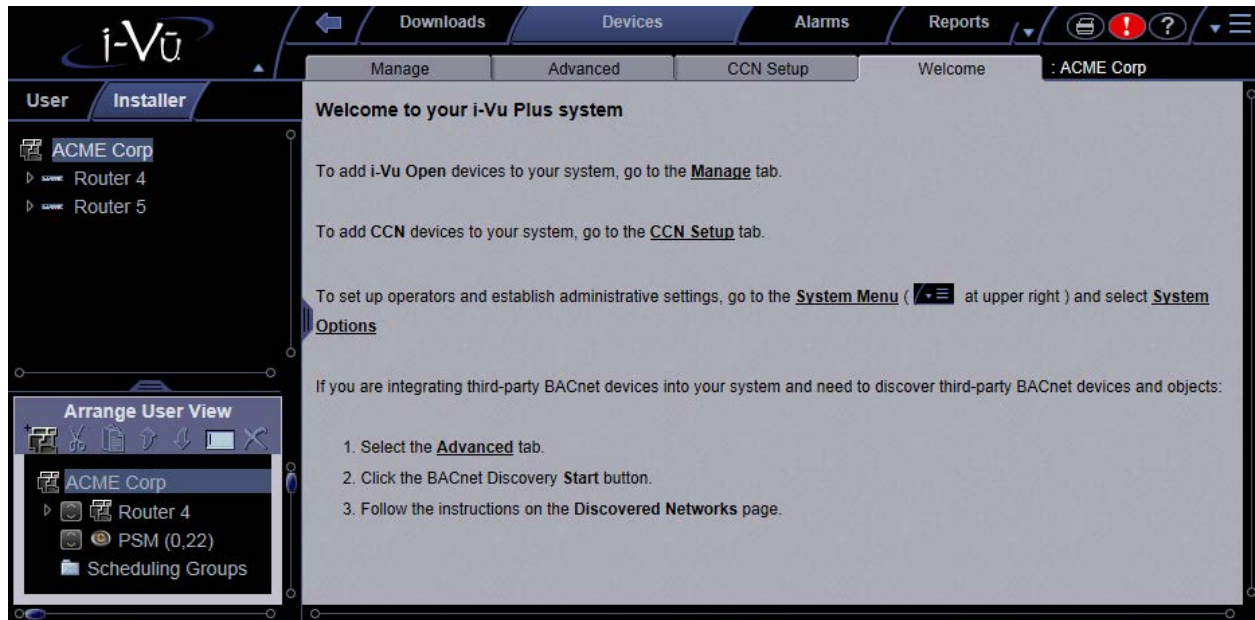 i-Vū
Downloads
Devices
Alarms
Reports
Manage
Advanced
CCN Setup
Welcome
: ACME Corp
User
Installer
ACME Corp
Router 4
Router 5
Arrange User View
ACME Corp
Router 4
PSM (0,22)
Scheduling Groups
Welcome to your i-Vu Plus system
To add i-Vu Open devices to your system, go to the Manage tab.
To add CCN devices to your system, go to the CCN Setup tab.
To set up operators and establish administrative settings, go to the System Menu ( at upper right ) and select System
Options
If you are integrating third-party BACnet devices into your system and need to discover third-party BACnet devices and objects:
1. Select the Advanced tab.
2. Click the BACnet Discovery Start button.
3. Follow the instructions on the Discovered Networks page.